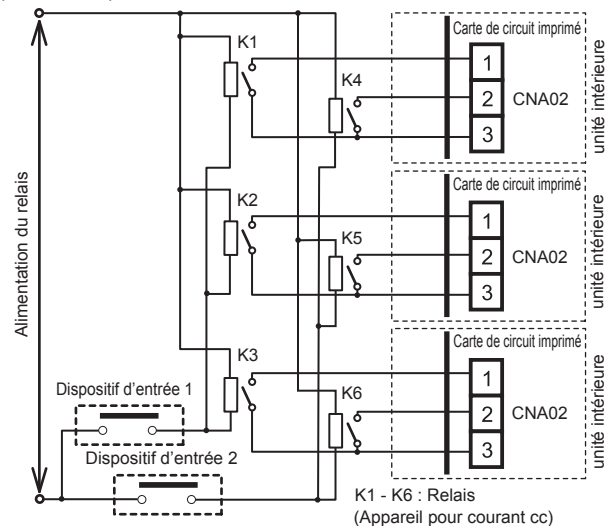 K1
Carte de circuit imprimé
1
K4
2
CNA02
3
unité intérieure
Carte de circuit imprimé
K2
1
K5
2
CNA02
3
unité intérieure
Alimentation du relais
Carte de circuit imprimé
K3
1
K6
2
CNA02
3
unité intérieure
Dispositif d'entrée 1
Dispositif d'entrée 2
K1 - K6 : Relais
(Appareil pour courant cc)